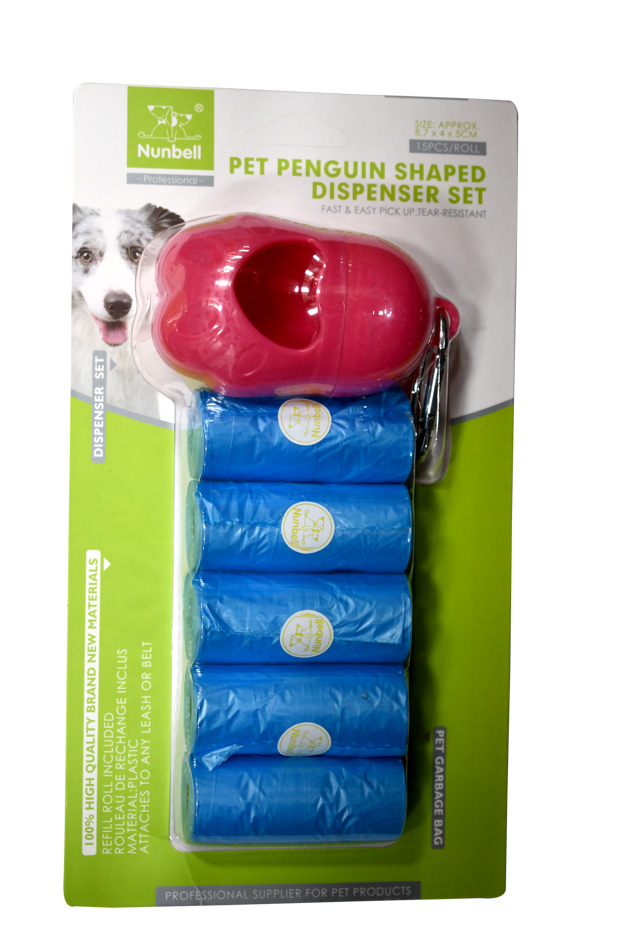 ®
Nunbell
- Professional -
SIZE: APPROX.
8.7 x 4 x 5CM
15PCS/ROLL
PET PENGUIN SHAPED
DISPENSER SET
FAST & EASY PICK UP.TEAR-RESISTANT
DISPENSER SET
Nunbell
Nunbell
Nunbell
Nunbell
100% HIGH QUALITY BRAND NEW MATERIALS
REFILL ROLL INCLUDED
ROULEAU DE RECHANGE INCLUS
MATERIAL:PLASTIC
ATTACHES TO ANY LEASH OR BELT
PET GARBAGE BAG
PROFESSIONAL SUPPLIER FOR PET PRODUCTS